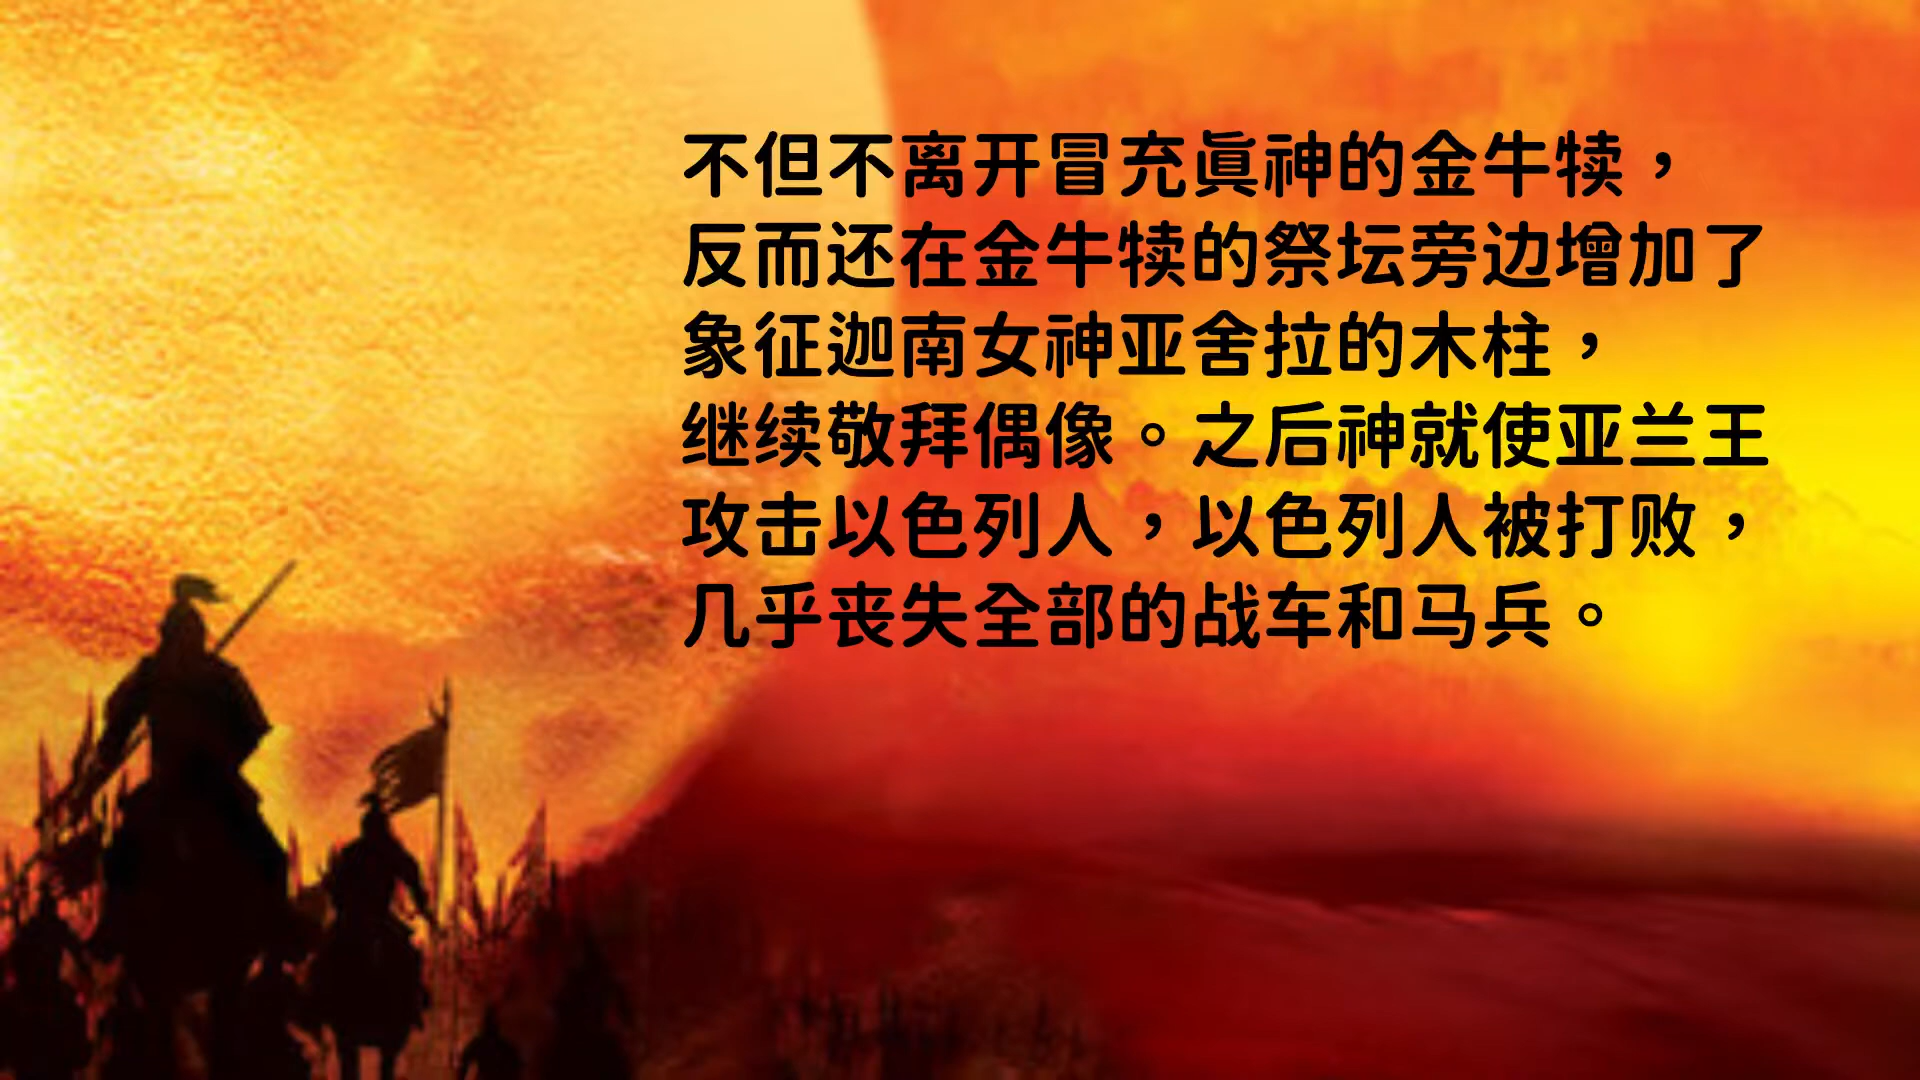 不但不离开冒充眞神的金牛犊，
反而还在金牛犊的祭坛旁边增加了
象征迦南女神亚舍拉的木柱，
继续敬拜偶像。之后神就使亚兰王
攻击以色列人，以色列人被打败，
几乎丧失全部的战车和马兵。